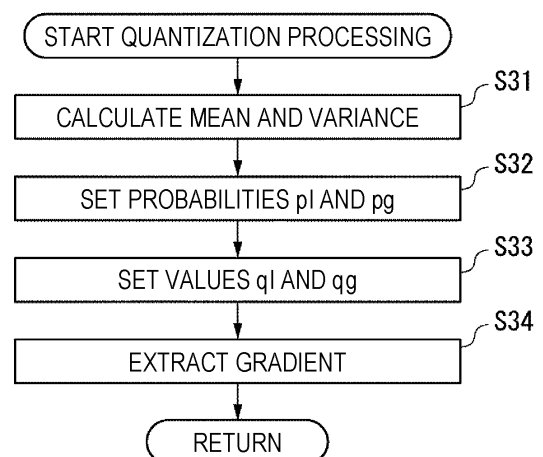 START QUANTIZATION PROCESSING
S31
CALCULATE MEAN AND VARIANCE
S32
SET PROBABILITIES pl AND pg
S33
SET VALUES ql AND qg
S34
EXTRACT GRADIENT
RETURN